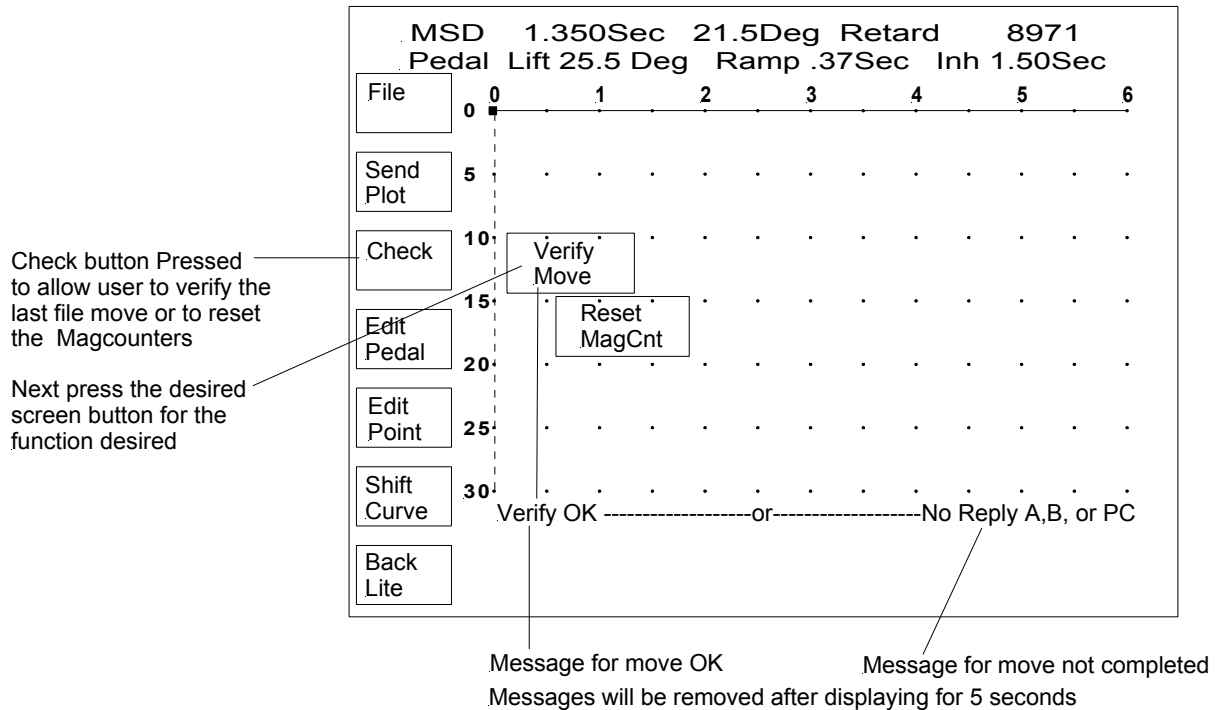 MSD 1.350Sec 21.5Deg Retard 8971
Pedal Lift 25.5 Deg Ramp .37Sec Inh 1.50Sec
File
0 1 2 3 4 5 6
0
Send
Plot
5
Check
10
Verify
Move
15
Reset
MagCnt
Edit
Pedal
20
Edit
Point
25
Shift
Curve
30
Verify OK -------------------or-------------------No Reply A,B, or PC
Back
Lite
Check button Pressed
to allow user to verify the
last file move or to reset
the Magcounters
Next press the desired
screen button for the
function desired
Message for move OK
Message for move not completed
Messages will be removed after displaying for 5 seconds